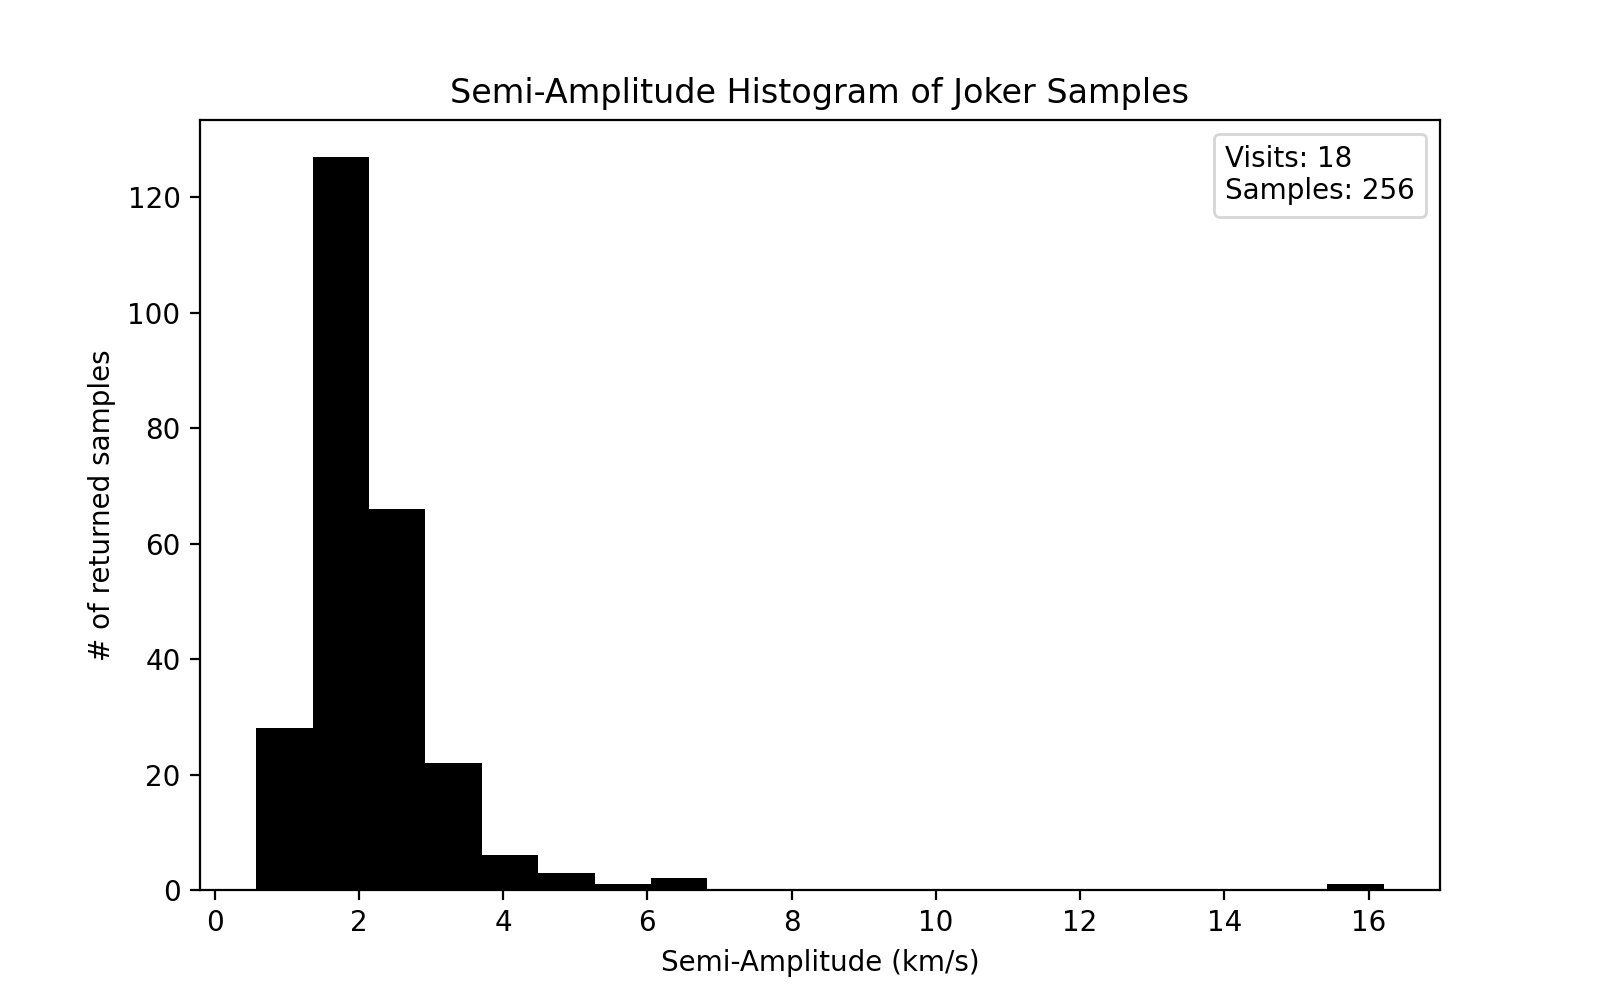 Semi-Amplitude Histogram of Joker Samples
Visits: 18
Samples: 256
# of returned samples
120
100
80
60
40
20
0
0 2 4 6 8 10 12 14 16
Semi-Amplitude (km/s)